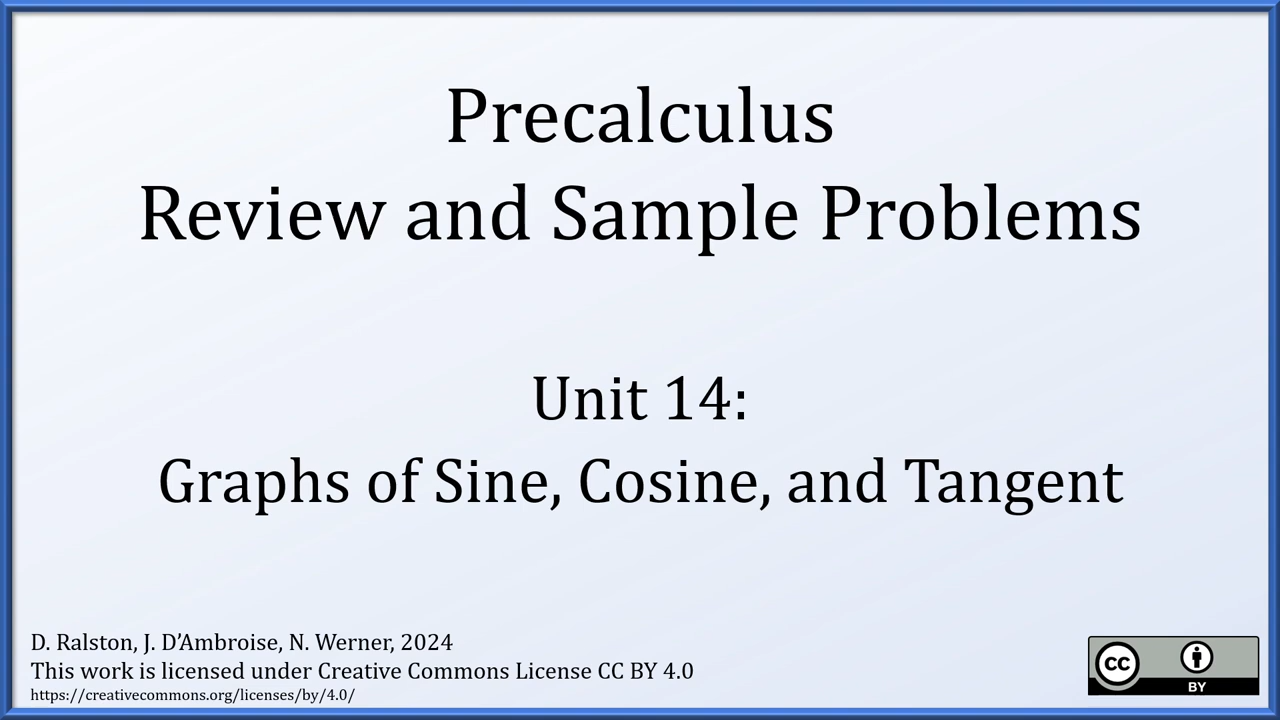 Precalculus
Review and Sample Problems
Unit 14:
Graphs of Sine, Cosine, and Tangent
D. Ralston, J. D’Ambroise, N. Werner, 2024
This work is licensed under Creative Commons License CC BY 4.0
https://creativecommons.org/licenses/by/4.0/
cc
BY